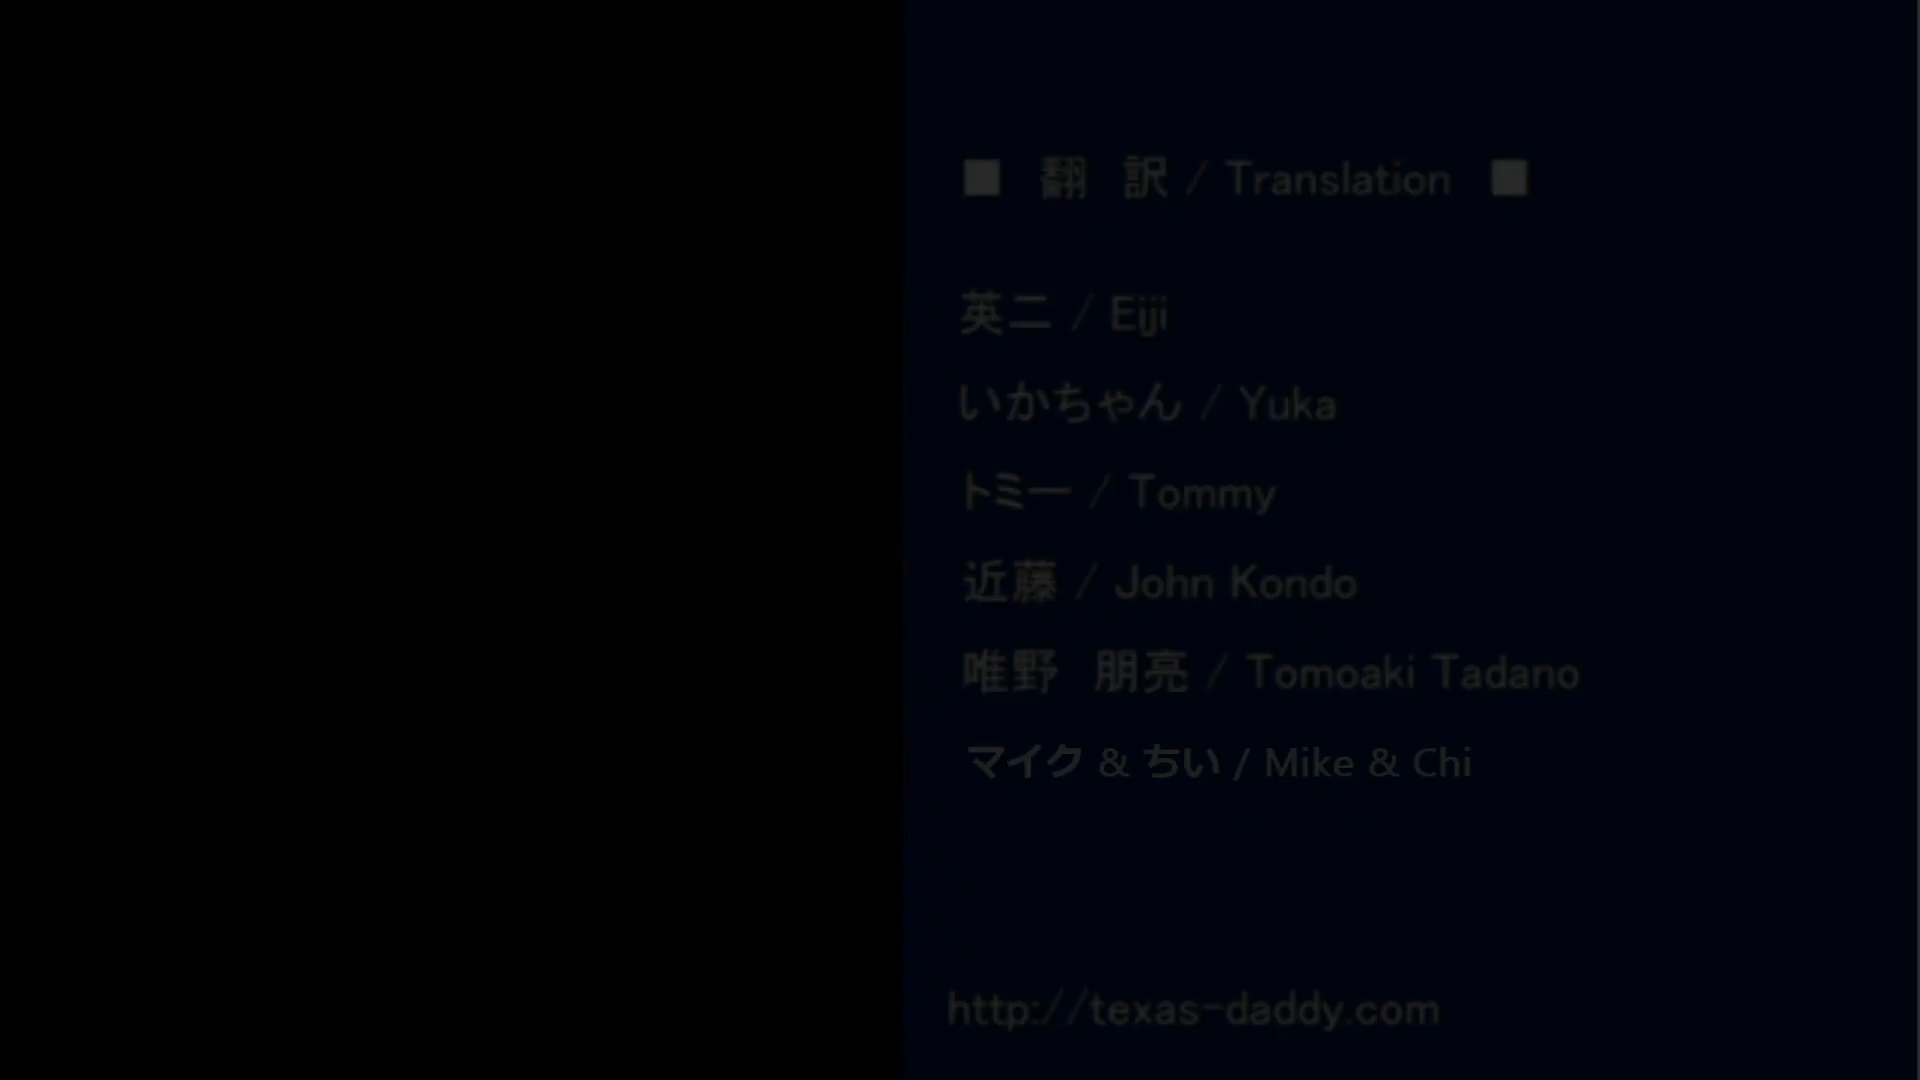 ■ 翻 訳 / Translation ■
英二 / Eiji
いかちゃん / Yuka
トミー / Tommy
近藤 / John Kondo
唯野 朋亮 / Tomoaki Tadano
マイク & ちい / Mike & Chi
http://texas-daddy.com